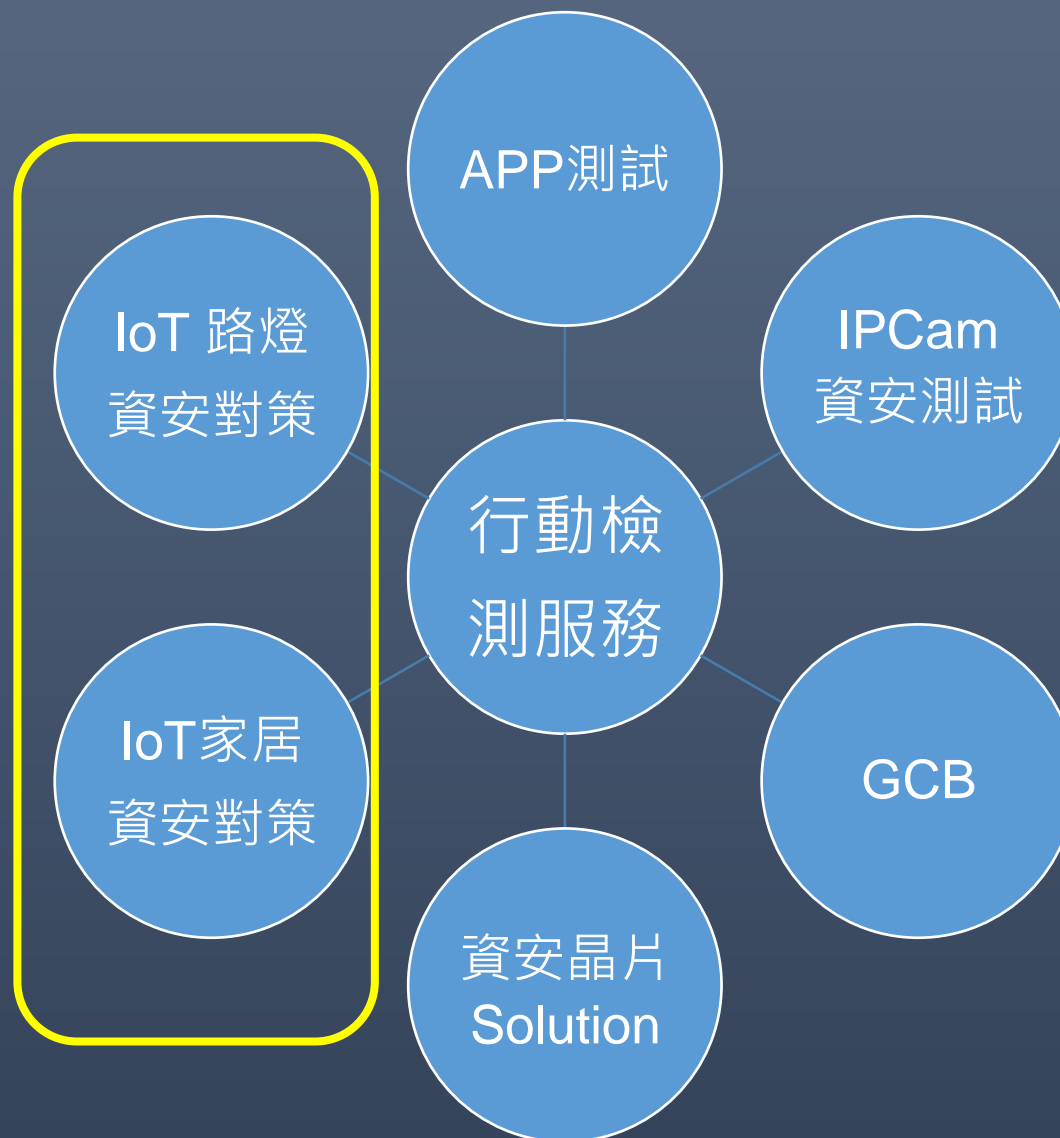 APP測試
IoT 路燈
資安對策
IPCam
資安測試
行動檢
測服務
IoT家居
資安對策
GCB
資安晶片
Solution